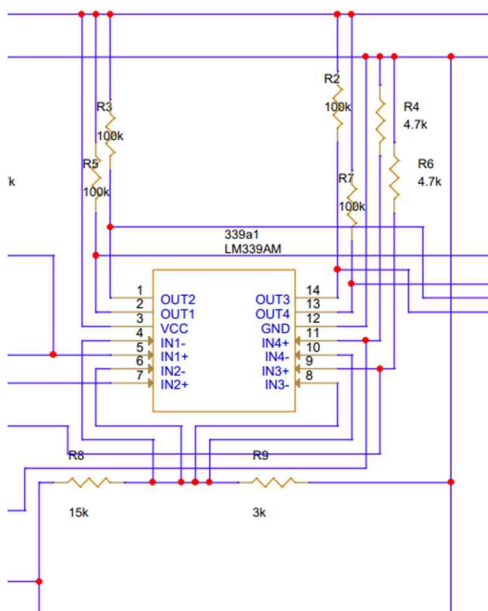 R3
100k
R2
100k
R4
4.7k
k
R5
100k
R6
4.7k
R7
100k
339a1
LM339AM
1 OUT2 OUT3 14
2 OUT1 OUT4 13
3 VCC GND 12
4 IN1- IN4+ 11
5 IN1+ IN4- 10
6 IN2- IN3+ 9
7 IN2+ IN3- 8
R8
15k
R9
3k